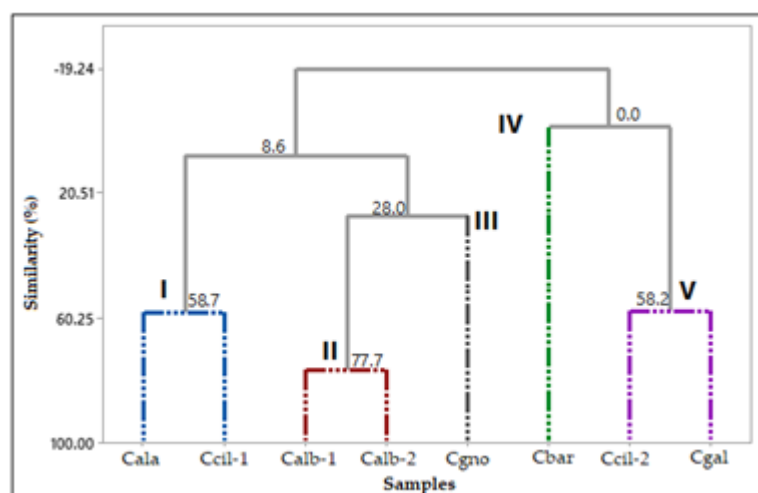 -19.24
0.0
IV
8.6
20.51
28.0
III
Similarity (%)
I
58.7
58.2
V
60.25
II
77.7
100.00
Cala Ccil-1 Calb-1 Calb-2 Cgno Cbar Ccil-2 Cgal
Samples